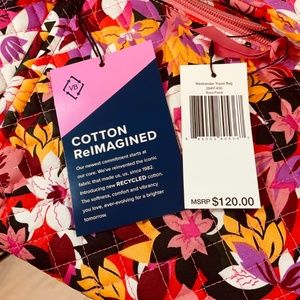 VB
COTTON
ReIMAGINED
Our newest commitment starts at
our core. We've reinvented the iconic
fabric that made us, us, since 1982.
Introducing new RECYCLED cotton.
The softness, comfort and vibrancy
you love, ever-evolving for a brighter
tomorrow.
Weekender Travel Bag
MSRP $120.00